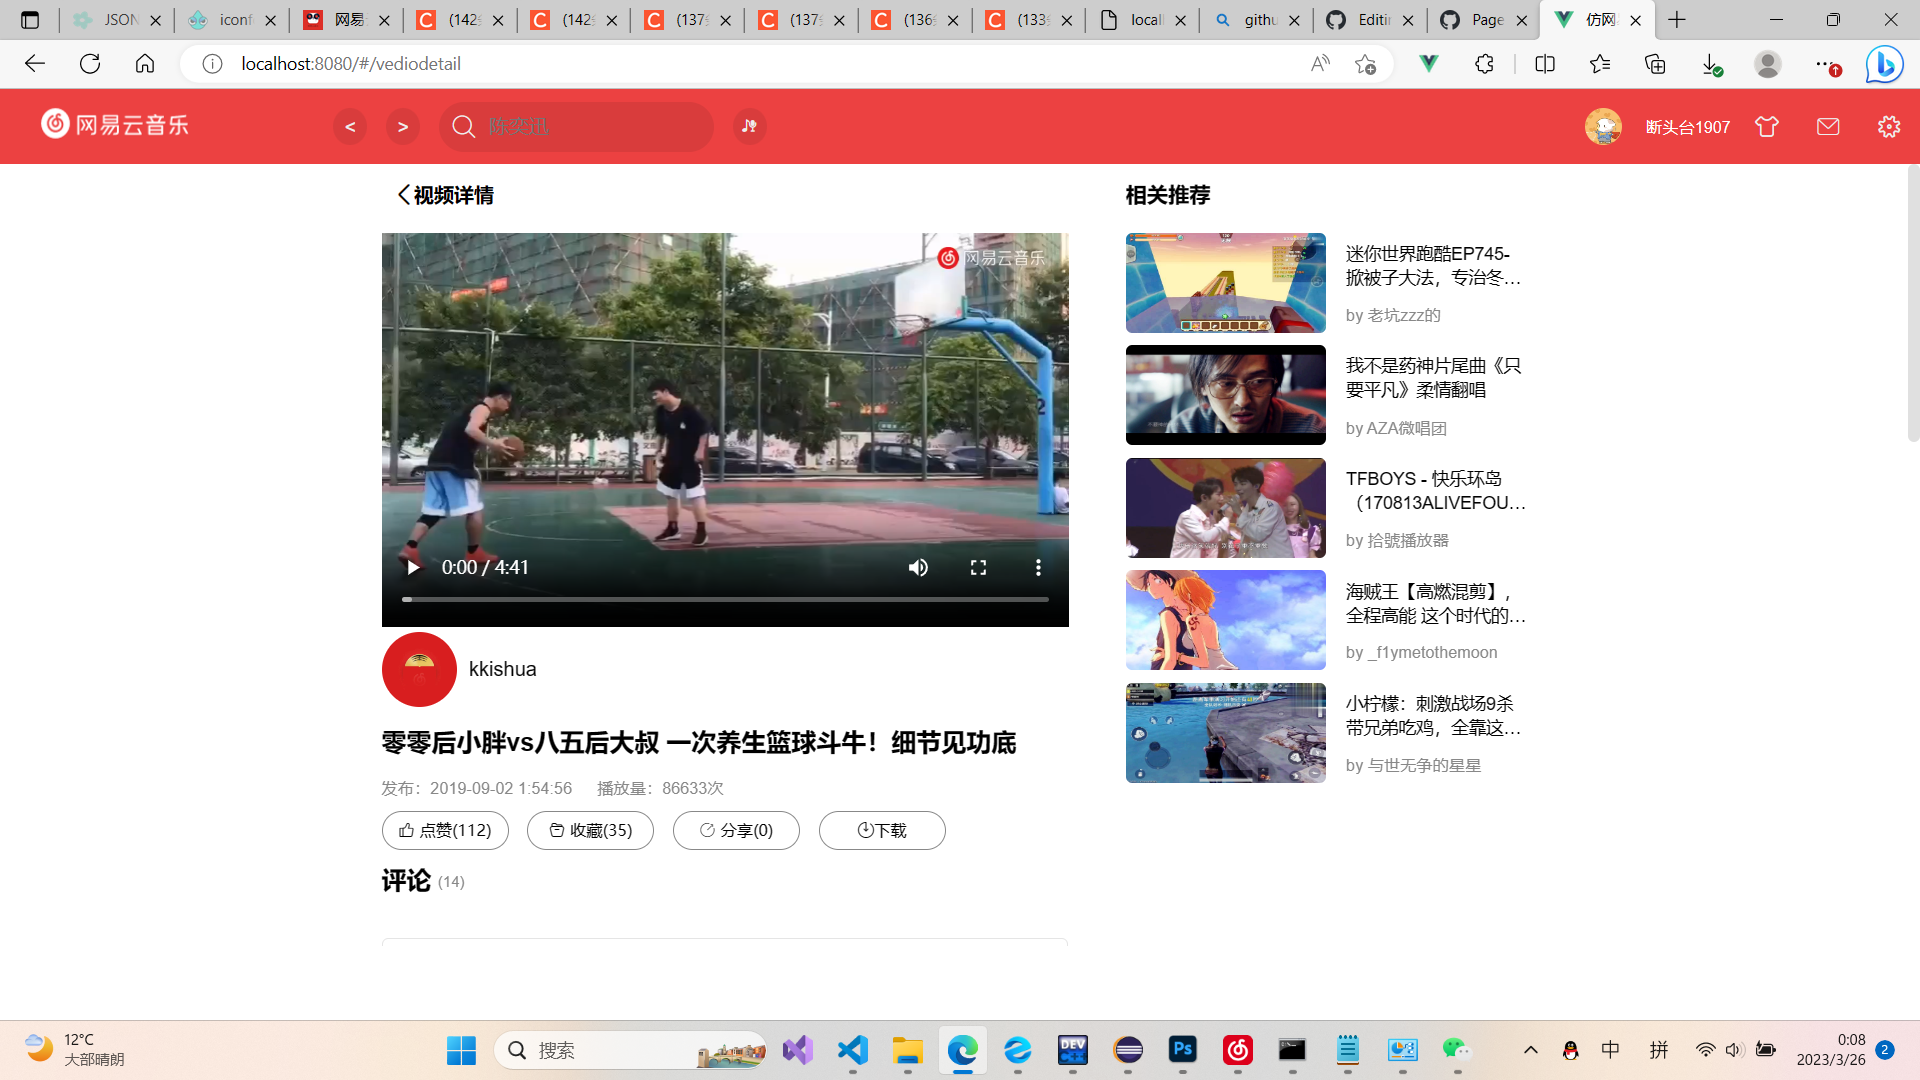 JSON
iconf
网易
(142
(142
(137
(137
(136
(133
locall
githu
Editin
Page
仿网
localhost:8080/#/vediodetail
网易云音乐
<
>
陈奕迅
断头台1907
视频详情
相关推荐
网易云音乐
0:00 / 4:41
kkishua
零零后小胖vs八五后大叔 一次养生篮球斗牛！细节见功底
发布：2019-09-02 1:54:56
播放量：86633次
点赞(112)
收藏(35)
分享(0)
下载
评论 (14)
迷你世界跑酷EP745-
掀被子大法，专治冬…
by 老坑zzz的
我不是药神片尾曲《只
要平凡》柔情翻唱
by AZA微唱团
TFBOYS - 快乐环岛
（170813ALIVEFOU…
by 拾號播放器
海贼王【高燃混剪】，
全程高能 这个时代的…
by _f1ymetothemoon
小柠檬：刺激战场9杀
带兄弟吃鸡，全靠这…
by 与世无争的星星
12°C
大部晴朗
搜索
DEV
Ps
中
拼
0:08
2023/3/26
2